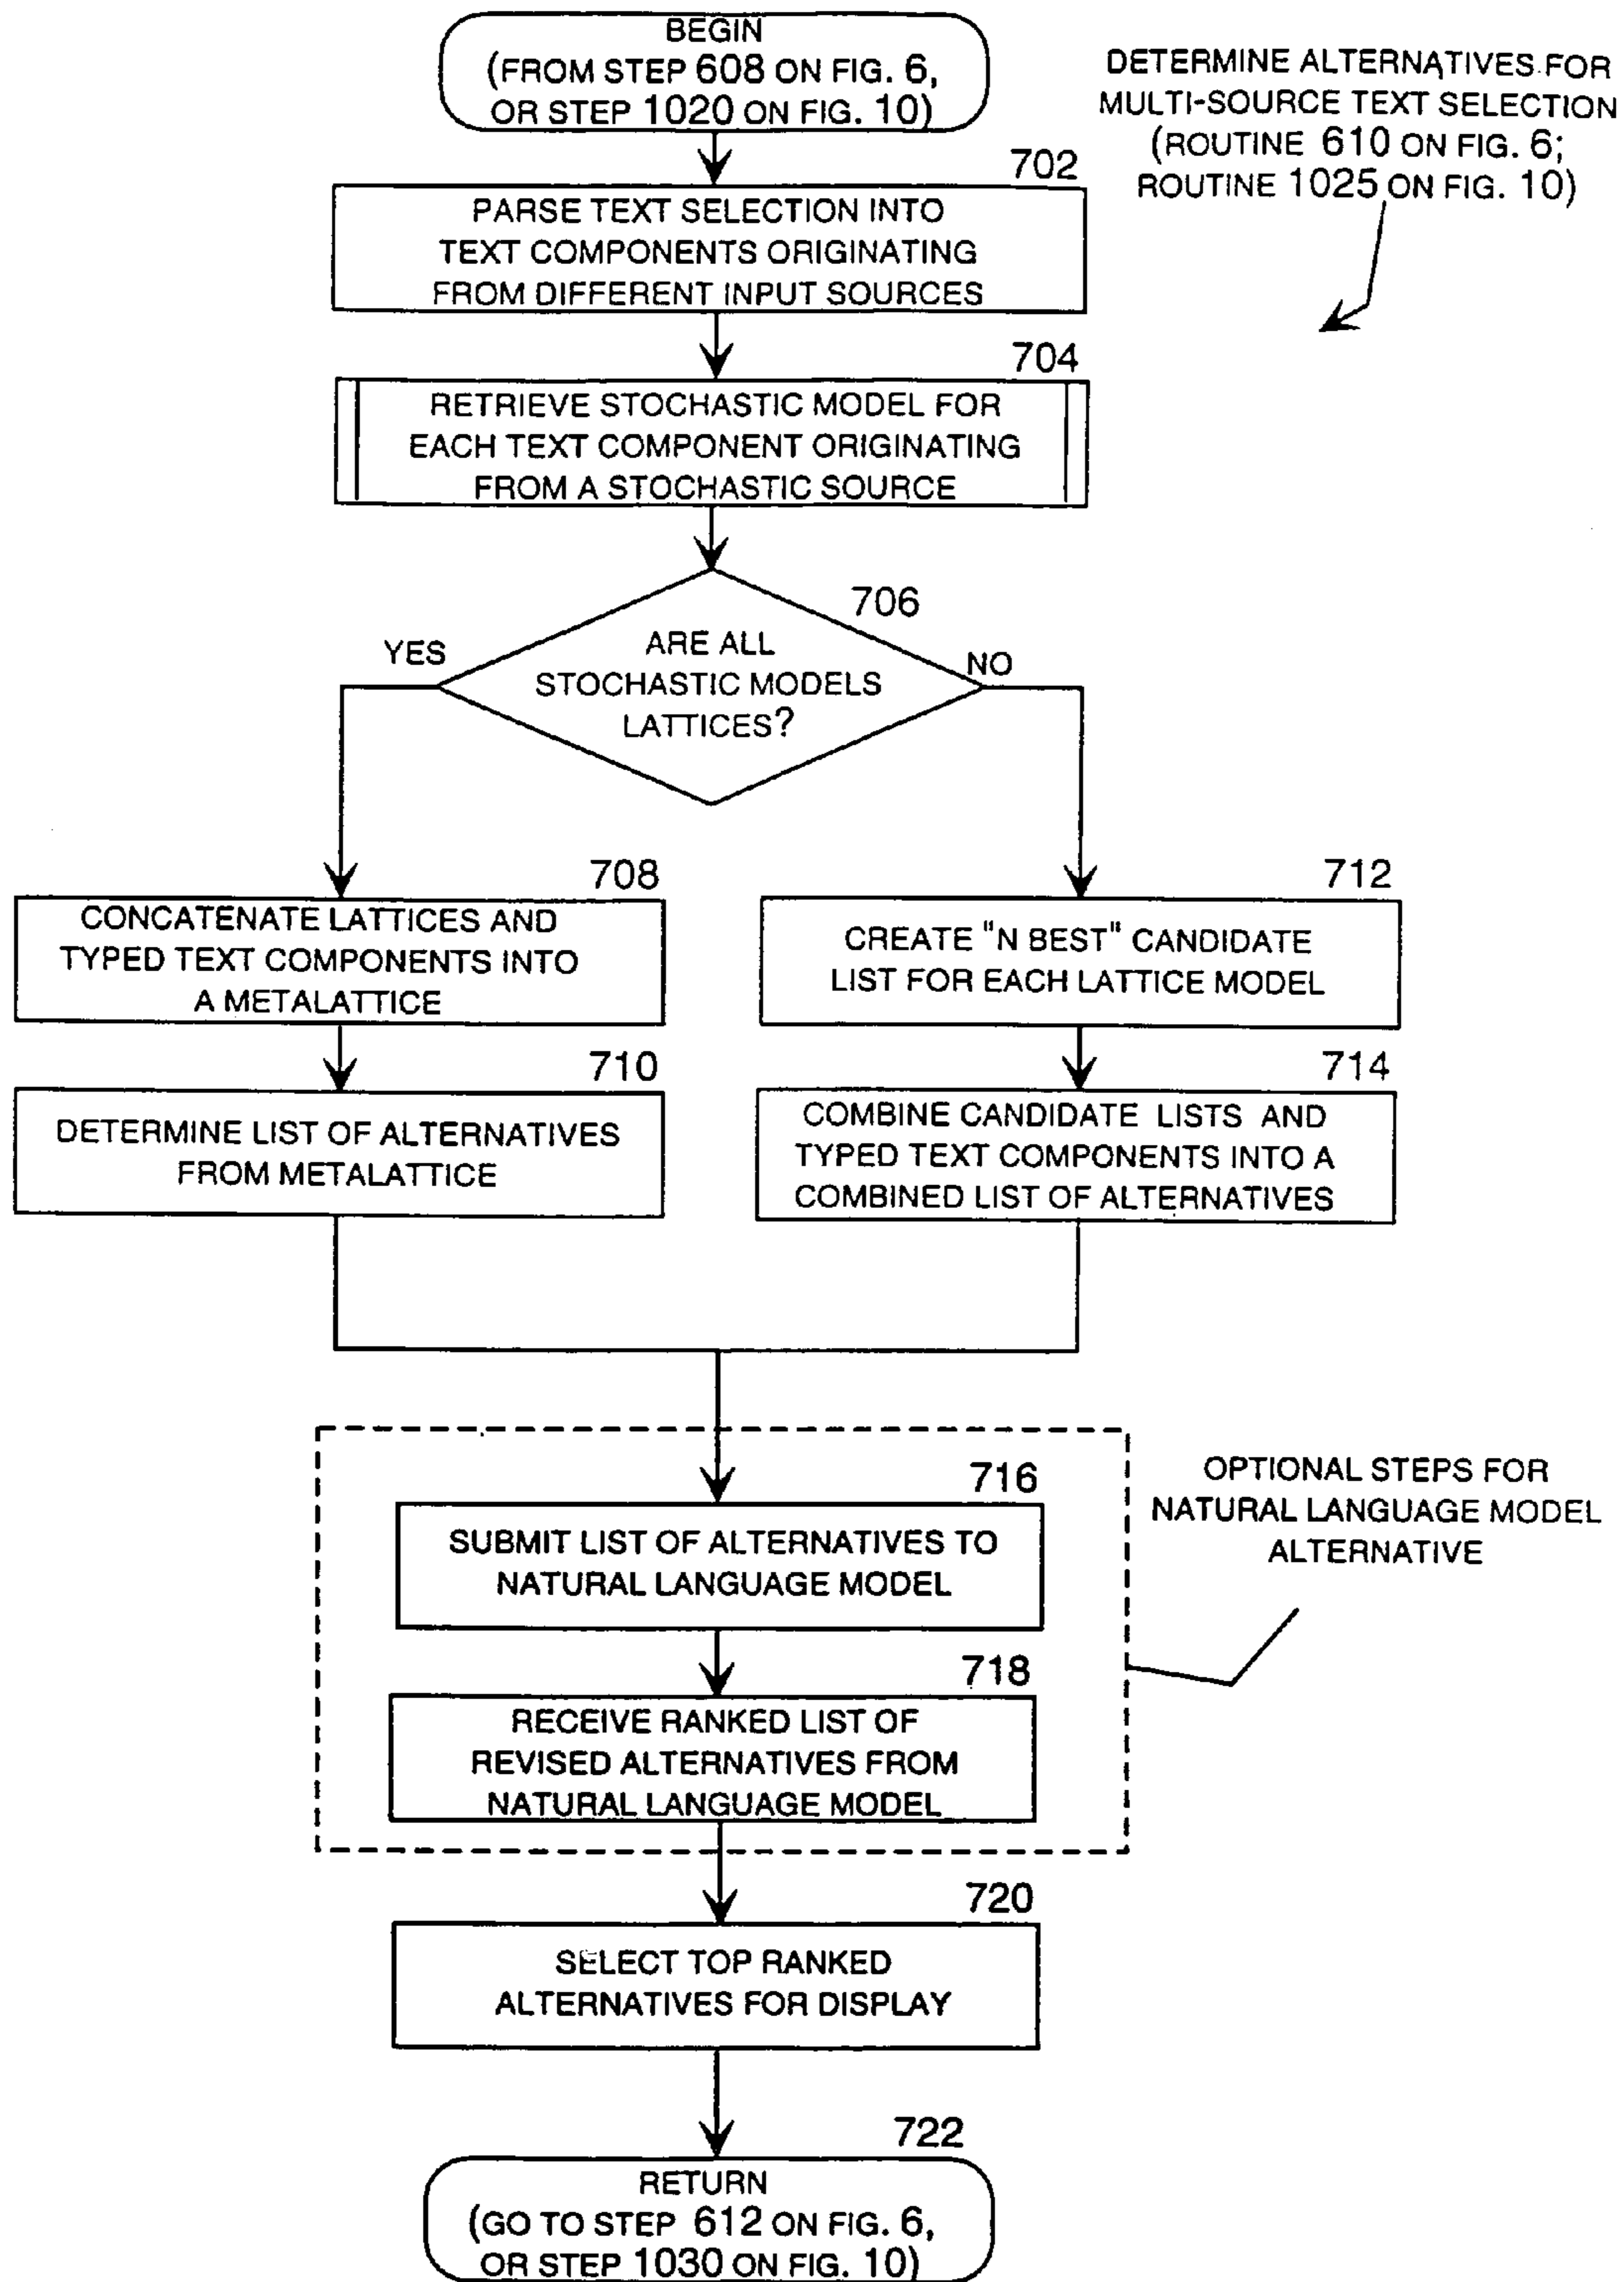 BEGIN
(FROM STEP 608 ON FIG. 6,
OR STEP 1020 ON FIG. 10)
DETERMINE ALTERNATIVES FOR
MULTI-SOURCE TEXT SELECTION
(ROUTINE 610 ON FIG. 6;
ROUTINE 1025 ON FIG. 10)
702
PARSE TEXT SELECTION INTO
TEXT COMPONENTS ORIGINATING
FROM DIFFERENT INPUT SOURCES
704
RETRIEVE STOCHASTIC MODEL FOR
EACH TEXT COMPONENT ORIGINATING
FROM A STOCHASTIC SOURCE
706
ARE ALL
STOCHASTIC MODELS
LATTICES?
YES
NO
708
CONCATENATE LATTICES AND
TYPED TEXT COMPONENTS INTO
A METALATTICE
710
DETERMINE LIST OF ALTERNATIVES
FROM METALATTICE
712
CREATE "N BEST" CANDIDATE
LIST FOR EACH LATTICE MODEL
714
COMBINE CANDIDATE LISTS AND
TYPED TEXT COMPONENTS INTO A
COMBINED LIST OF ALTERNATIVES
OPTIONAL STEPS FOR
NATURAL LANGUAGE MODEL
ALTERNATIVE
716
SUBMIT LIST OF ALTERNATIVES TO
NATURAL LANGUAGE MODEL
718
RECEIVE RANKED LIST OF
REVISED ALTERNATIVES FROM
NATURAL LANGUAGE MODEL
720
SELECT TOP RANKED
ALTERNATIVES FOR DISPLAY
722
RETURN
(GO TO STEP 612 ON FIG. 6,
OR STEP 1030 ON FIG. 10)